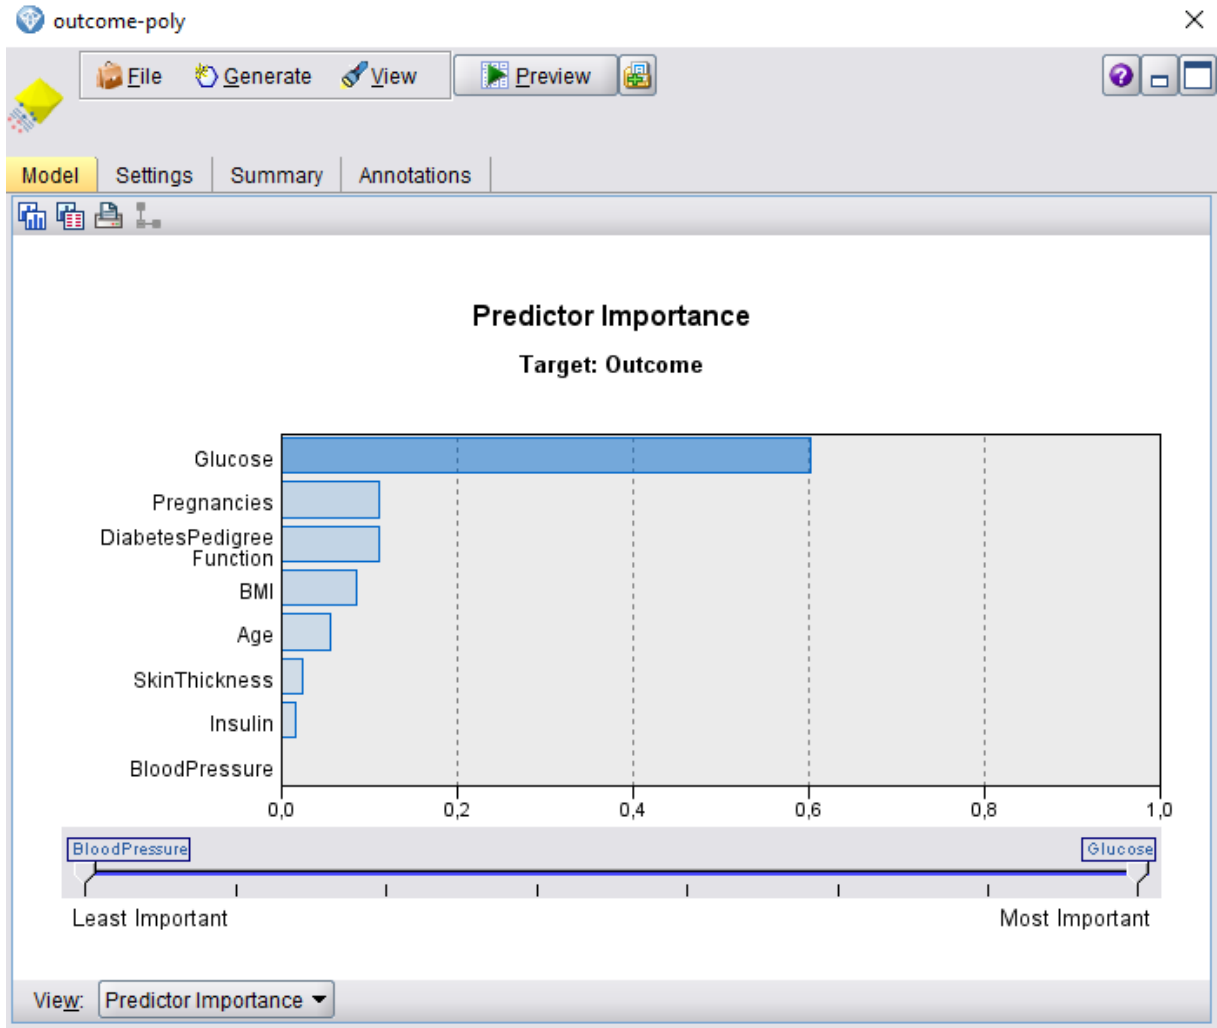 outcome-poly
File Generate View Preview
Model Settings Summary Annotations
Predictor Importance
Target: Outcome
Glucose
Pregnancies
DiabetesPedigree
Function
BMI
Age
SkinThickness
Insulin
BloodPressure
0,0 0,2 0,4 0,6 0,8 1,0
BloodPressure Glucose
Least Important Most Important
View: Predictor Importance